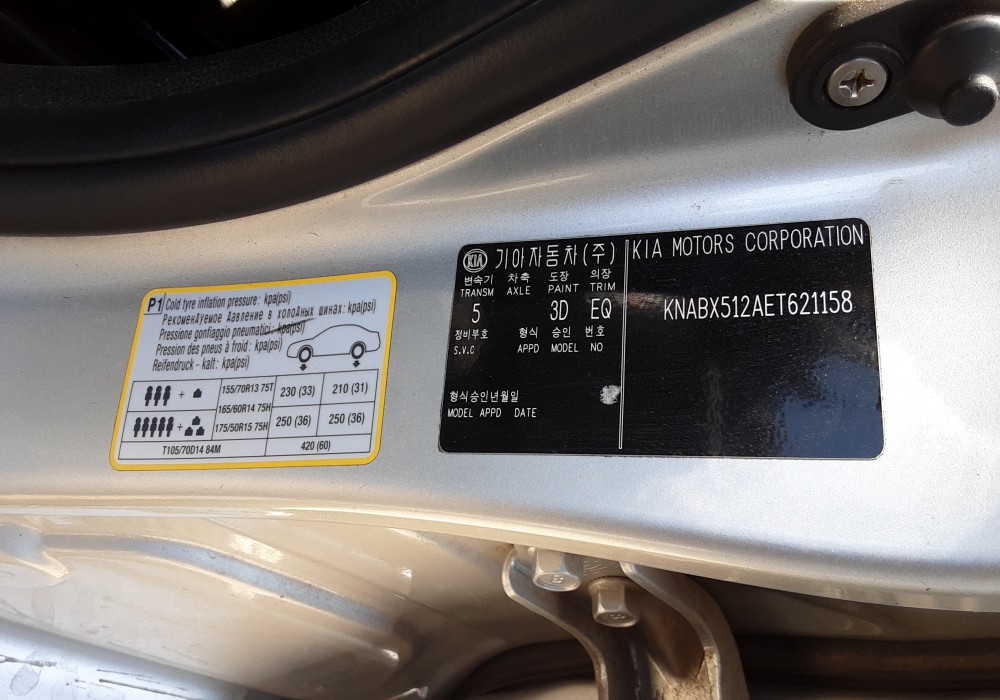 P1 Cold tyre inflation pressure : kpa(psi)
РекоменДуемое Давление в холоДных шинах: kpa(psi)
Pressione gonfiaggio pneumatici: kpa(psi)
Pression des pneus à froid : kpa(psi)
Reifendruck - kalt : kpa(psi)
155/70R13 75T
165/60R14 75H
175/50R15 75H
230 (33) 210 (31)
250 (36) 250 (36)
T105/70D14 84M 420 (60)
KIA 기아자동차(주)
변속기 차축 도장 의장
TRANSM AXLE PAINT TRIM
5 3D EQ
정비부호 형식 승인 번호
S.V.C APPD MODEL NO
형식승인년월일
MODEL APPD DATE
KIA MOTORS CORPORATION
KNABX512AET621158